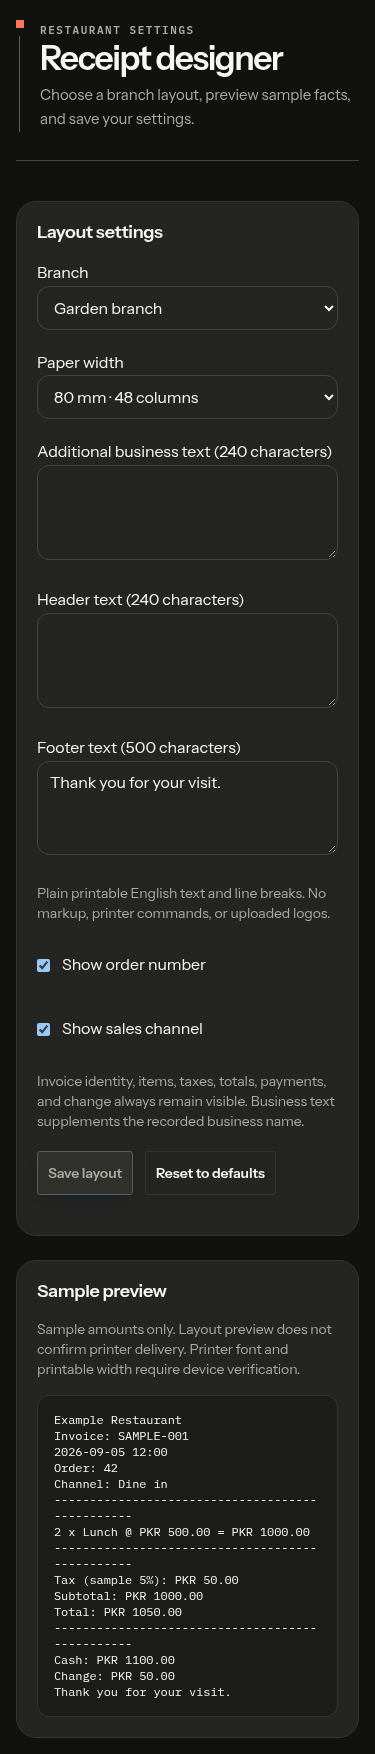 RESTAURANT SETTINGS
Receipt designer
Choose a branch layout, preview sample facts,
and save your settings.
Layout settings
Branch
Garden branch
Paper width
80 mm · 48 columns
Additional business text (240 characters)
Header text (240 characters)
Footer text (500 characters)
Thank you for your visit.
Plain printable English text and line breaks. No
markup, printer commands, or uploaded logos.
Show order number
Show sales channel
Invoice identity, items, taxes, totals, payments,
and change always remain visible. Business text
supplements the recorded business name.
Save layout
Reset to defaults
Sample preview
Sample amounts only. Layout preview does not
confirm printer delivery. Printer font and
printable width require device verification.
Example Restaurant
Invoice: SAMPLE-001
2026-09-05 12:00
Order: 42
Channel: Dine in
-------------------------------------
-----------
2 x Lunch @ PKR 500.00 = PKR 1000.00
-------------------------------------
-----------
Tax (sample 5%): PKR 50.00
Subtotal: PKR 1000.00
Total: PKR 1050.00
-------------------------------------
-----------
Cash: PKR 1100.00
Change: PKR 50.00
Thank you for your visit.